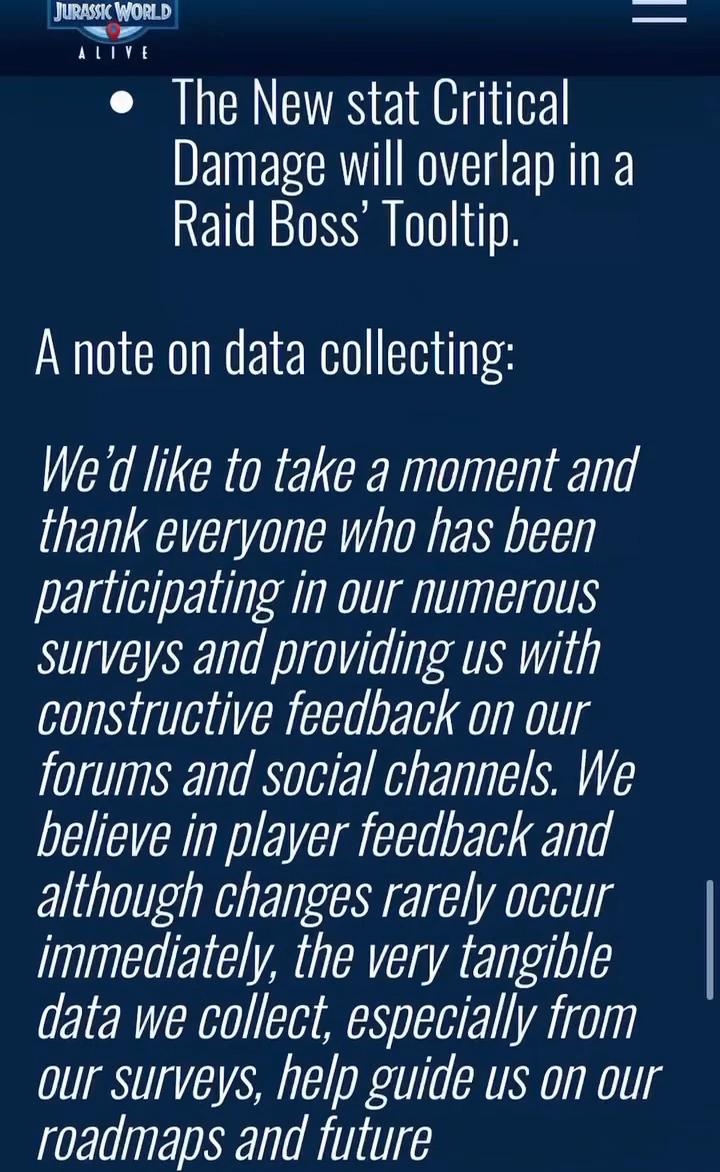 JURASSIC WORLD
ALIVE
• The New stat Critical
Damage will overlap in a
Raid Boss’ Tooltip.
A note on data collecting:
We’d like to take a moment and
thank everyone who has been
participating in our numerous
surveys and providing us with
constructive feedback on our
forums and social channels. We
believe in player feedback and
although changes rarely occur
immediately, the very tangible
data we collect, especially from
our surveys, help guide us on our
roadmaps and future